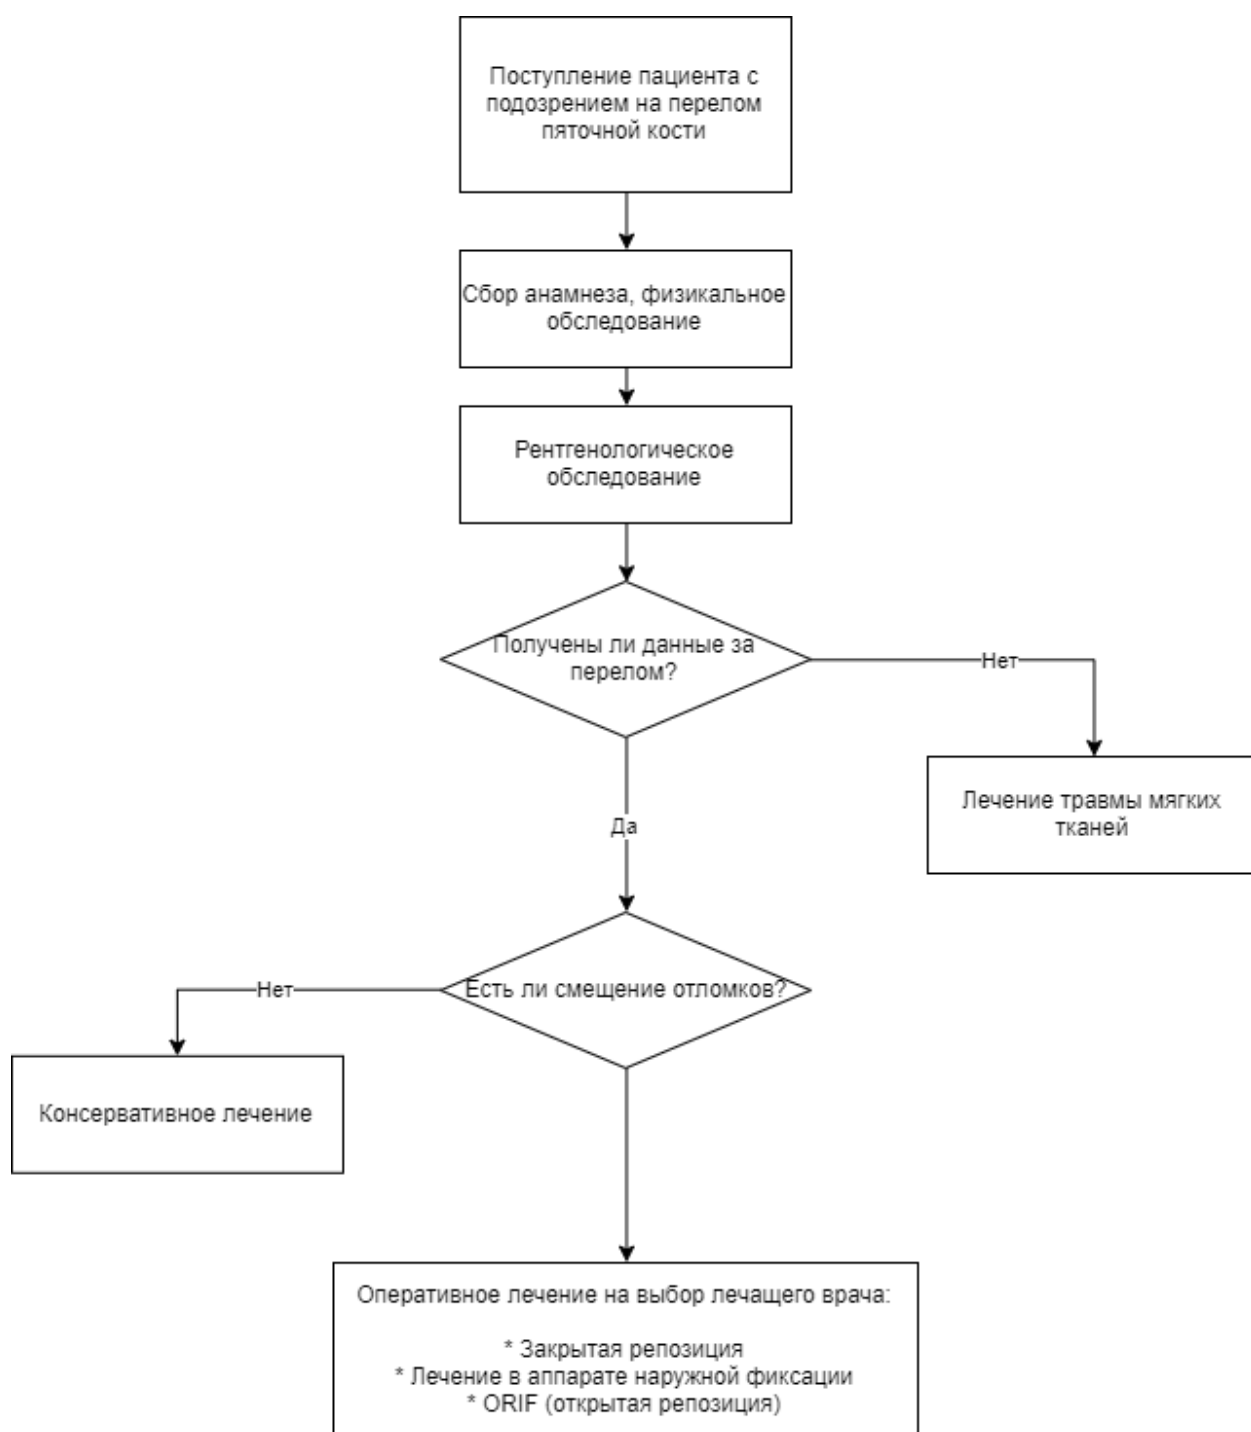 Поступление пациента с
подозрением на перелом
пяточной кости
Сбор анамнеза, физикальное
обследование
Рентгенологическое
обследование
Получены ли данные за
перелом?
Нет
Лечение травмы мягких
тканей
Да
Есть ли смещение отломков?
Нет
Консервативное лечение
Оперативное лечение на выбор лечащего врача:
* Закрытая репозиция
* Лечение в аппарате наружной фиксации
* ORIF (открытая репозиция)